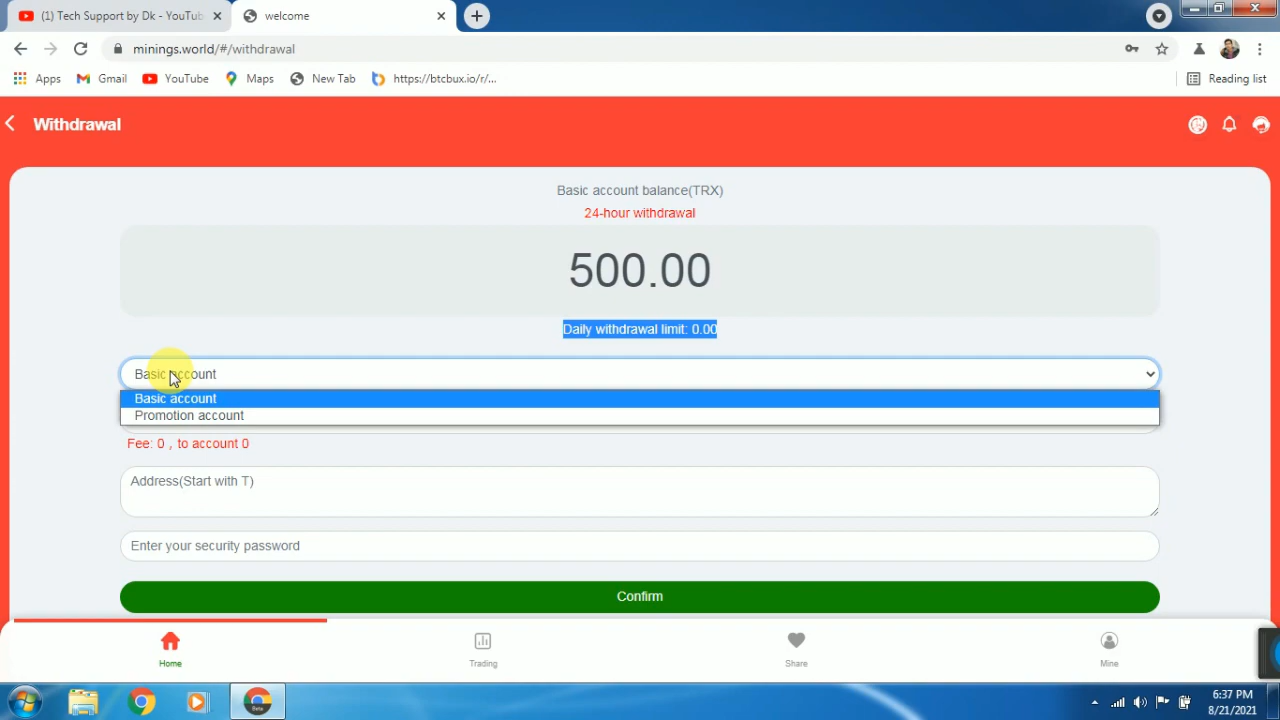 (1) Tech Support by Dk - YouTub
welcome
minings.world/#/withdrawal
Apps
Gmail
YouTube
Maps
New Tab
https://btcbux.io/r/...
Reading list
Withdrawal
Basic account balance(TRX)
24-hour withdrawal
500.00
Daily withdrawal limit: 0.00
Basic account
Basic account
Promotion account
Fee: 0 , to account 0
Address(Start with T)
Enter your security password
Confirm
Home
Trading
Share
Mine
6:37 PM
8/21/2021